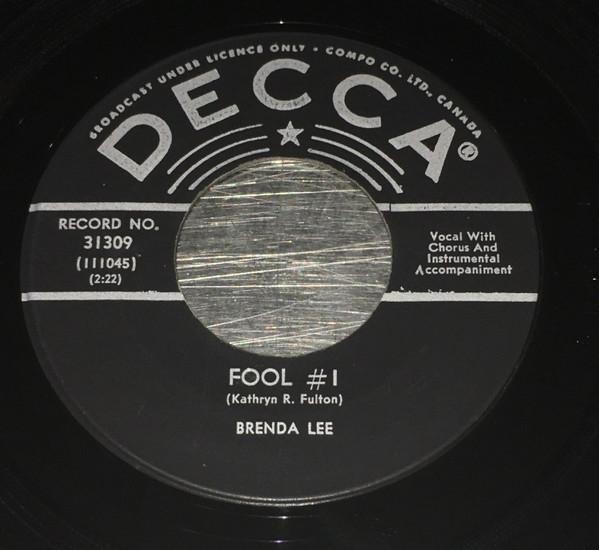 BROADCAST UNDER LICENCE ONLY • COMPO CO. LTD., CANADA
DECCA®
RECORD NO.
31309
(111045)
(2:22)
Vocal With
Chorus And
Instrumental
Accompaniment
FOOL #1
(Kathryn R. Fulton)
BRENDA LEE